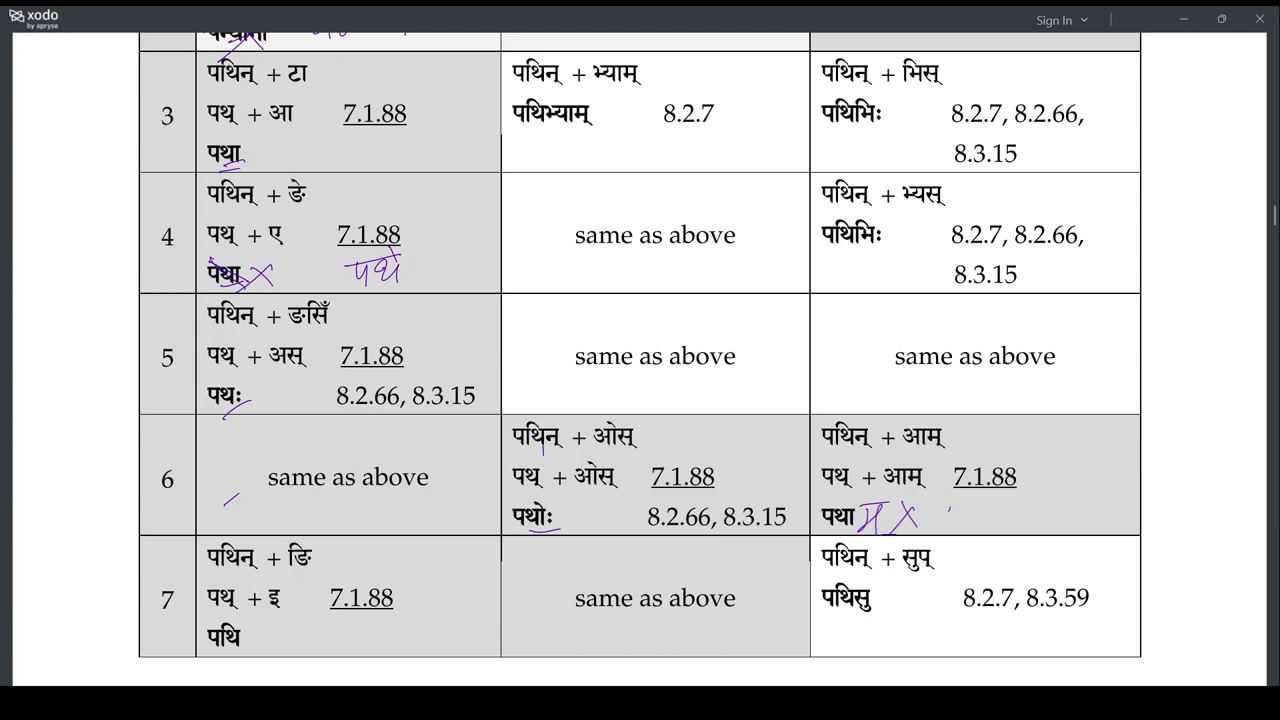 xodo
by apryse
Sign In
पन्थानौ
3
पथिन् + टा
पथ् + आ 7.1.88
पथा
पथिन् + भ्याम्
पथिभ्याम् 8.2.7
पथिन् + भिस्
पथिभिः 8.2.7, 8.2.66,
8.3.15
4
पथिन् + ङे
पथ् + ए 7.1.88
पथा × पथे
same as above
पथिन् + भ्यस्
पथिभिः 8.2.7, 8.2.66,
8.3.15
5
पथिन् + ङसिँ
पथ् + अस् 7.1.88
पथः 8.2.66, 8.3.15
same as above
same as above
6
same as above
पथिन् + ओस्
पथ् + ओस् 7.1.88
पथोः 8.2.66, 8.3.15
पथिन् + आम्
पथ् + आम् 7.1.88
पथा
7
पथिन् + ङि
पथ् + इ 7.1.88
पथि
same as above
पथिन् + सुप्
पथिसु 8.2.7, 8.3.59